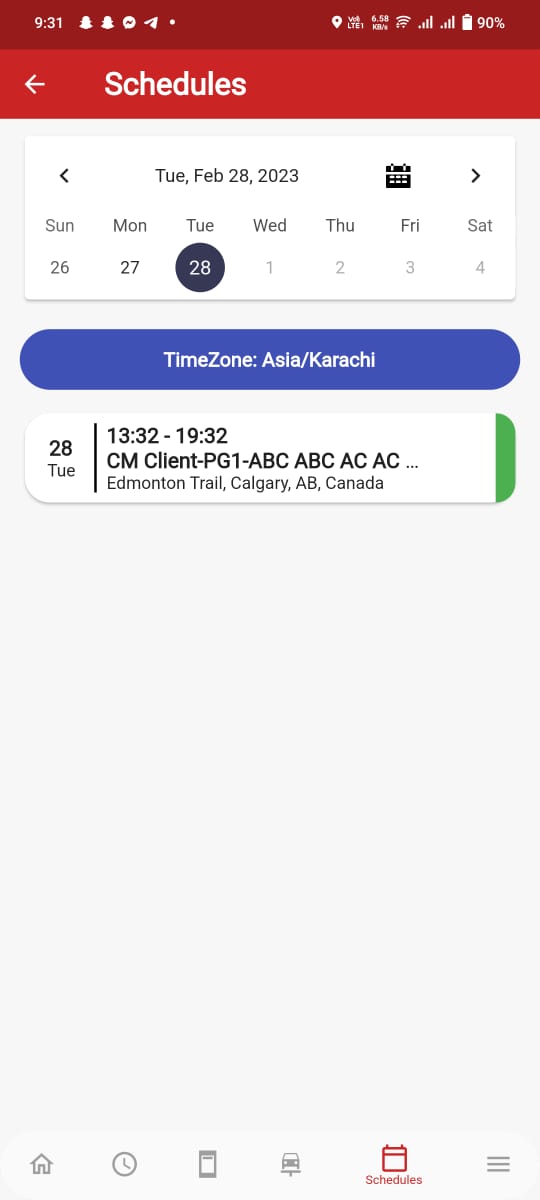 9:31
Vo) LTE1 6.58 KB/s 90%
Schedules
Tue, Feb 28, 2023
Sun Mon Tue Wed Thu Fri Sat
26 27 28 1 2 3 4
TimeZone: Asia/Karachi
28
Tue
13:32 - 19:32
CM Client-PG1-ABC ABC AC AC ...
Edmonton Trail, Calgary, AB, Canada
Schedules